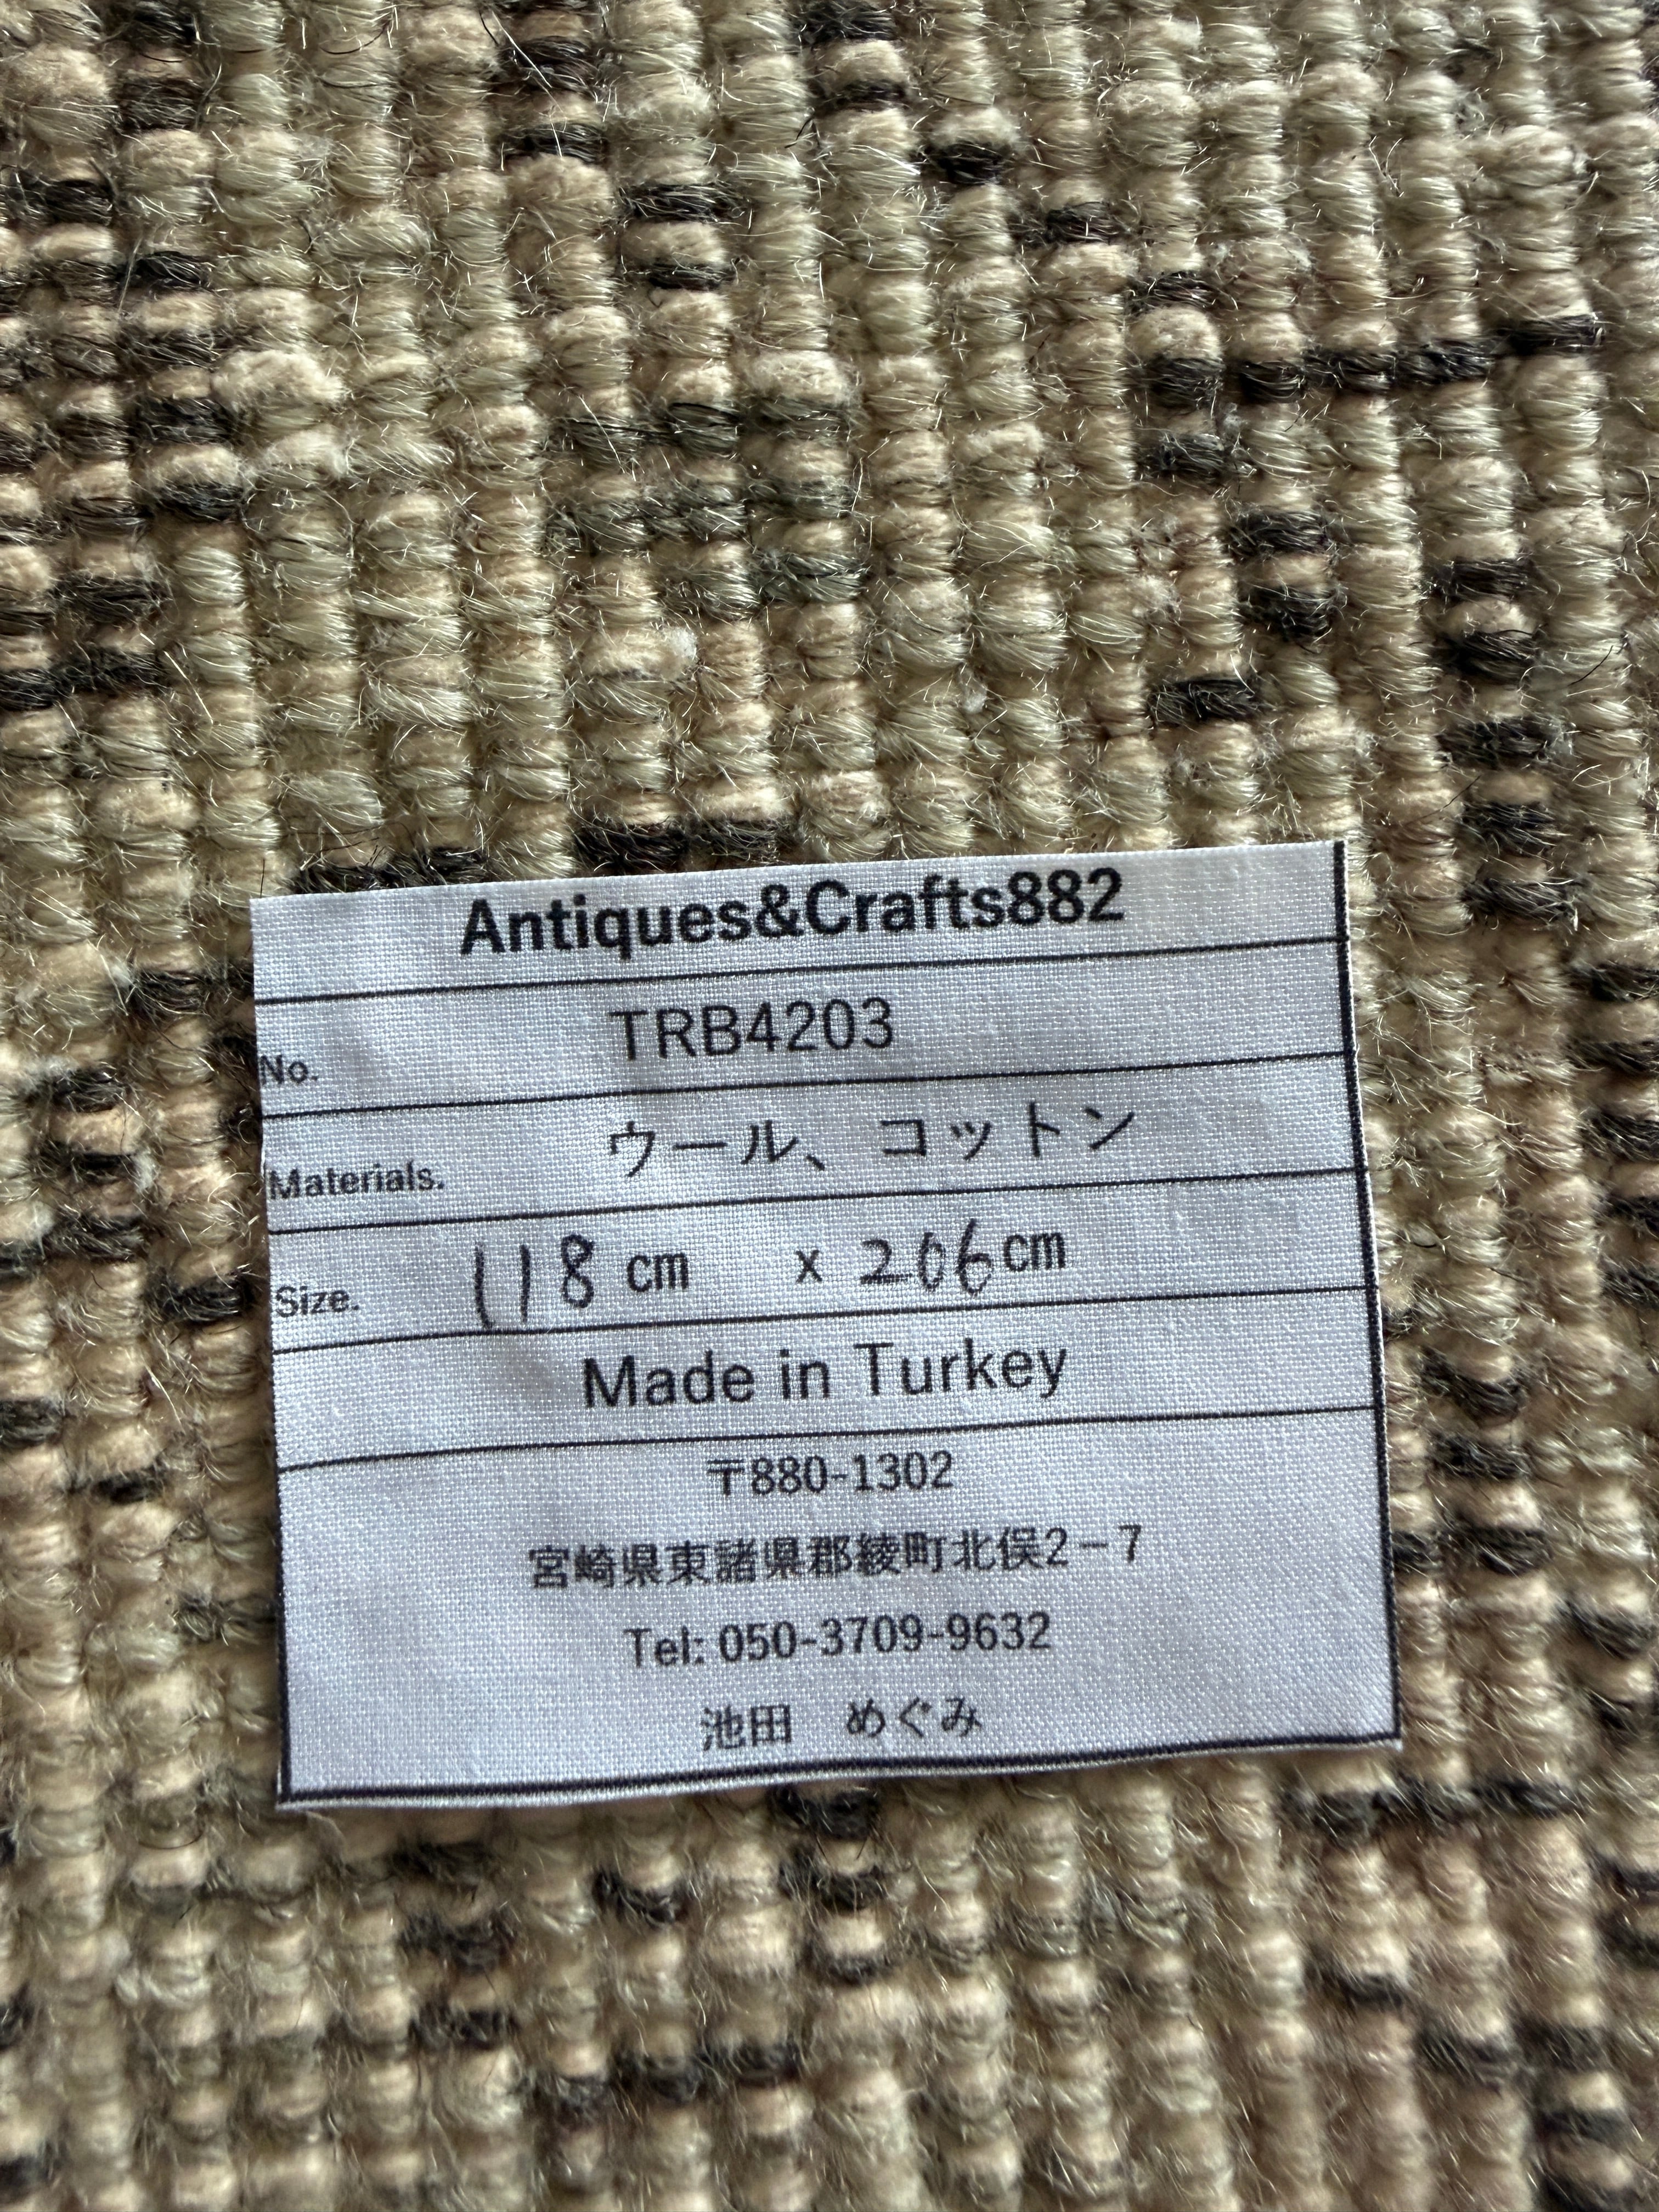 Antiques&Crafts882
No. TRB4203
Materials. ウール、コットン
Size. 118 cm x 206 cm
Made in Turkey
〒880-1302
宮崎県東諸県郡綾町北俣2－7
Tel: 050-3709-9632
池田　めぐみ